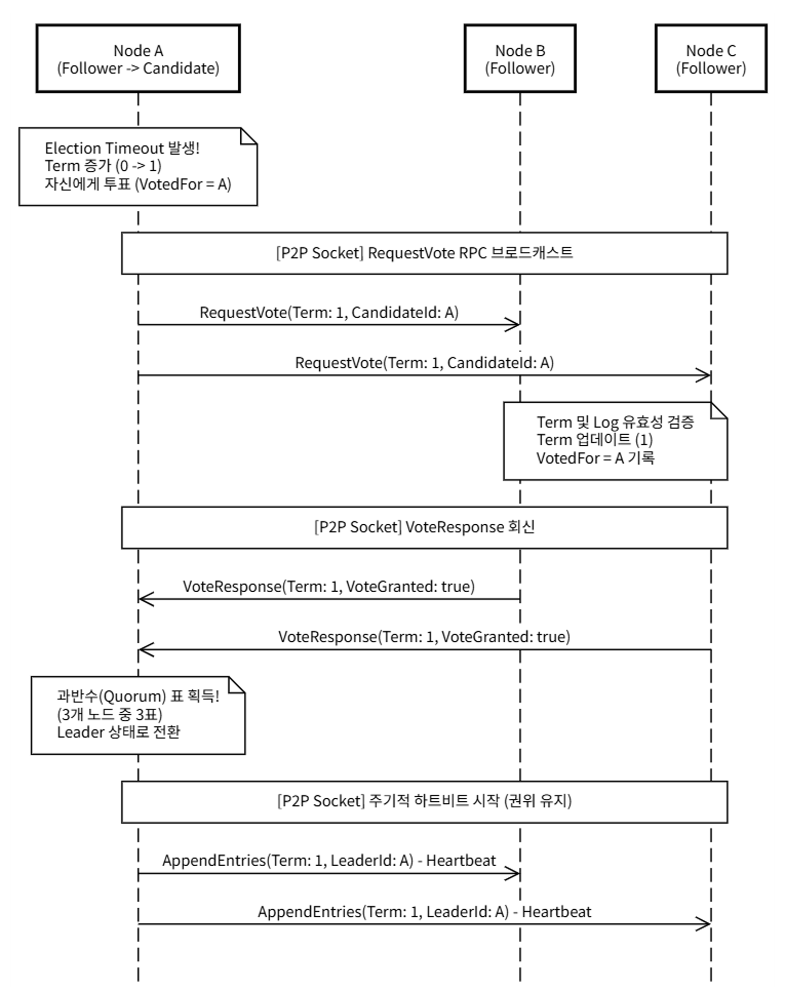 Node A
(Follower -> Candidate)
Node B
(Follower)
Node C
(Follower)
Election Timeout 발생!
Term 증가 (0 -> 1)
자신에게 투표 (VotedFor = A)
[P2P Socket] RequestVote RPC 브로드캐스트
RequestVote(Term: 1, CandidateId: A)
RequestVote(Term: 1, CandidateId: A)
Term 및 Log 유효성 검증
Term 업데이트 (1)
VotedFor = A 기록
[P2P Socket] VoteResponse 회신
VoteResponse(Term: 1, VoteGranted: true)
VoteResponse(Term: 1, VoteGranted: true)
과반수(Quorum) 표 획득!
(3개 노드 중 3표)
Leader 상태로 전환
[P2P Socket] 주기적 하트비트 시작 (권위 유지)
AppendEntries(Term: 1, LeaderId: A) - Heartbeat
AppendEntries(Term: 1, LeaderId: A) - Heartbeat